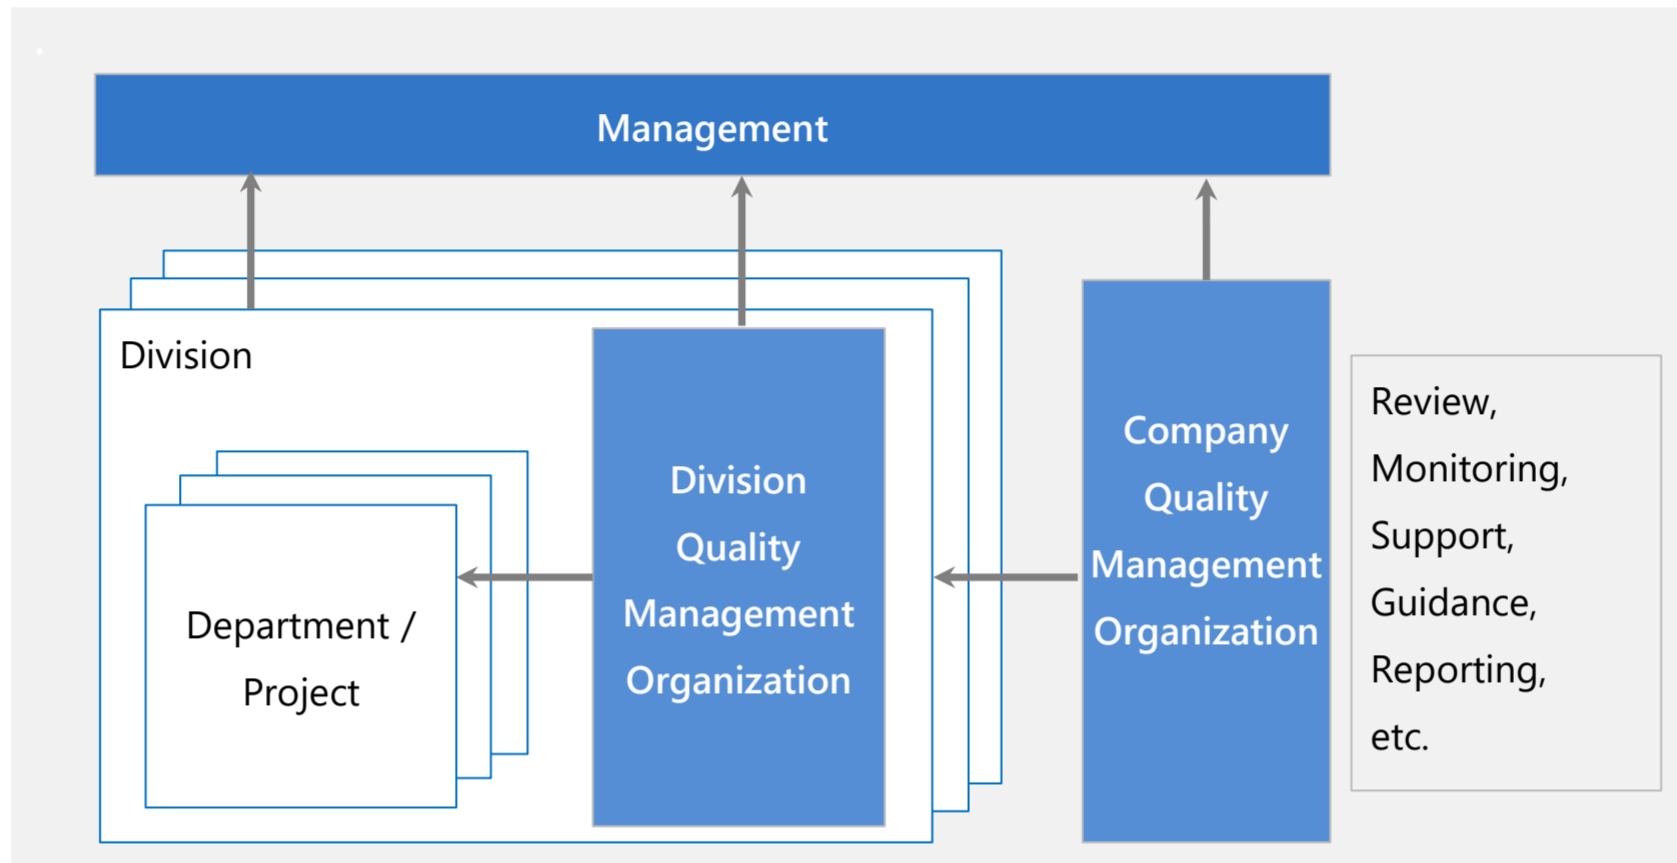 Management
Division
Department /
Project
Division
Quality
Management
Organization
Company
Quality
Management
Organization
Review,
Monitoring,
Support,
Guidance,
Reporting,
etc.